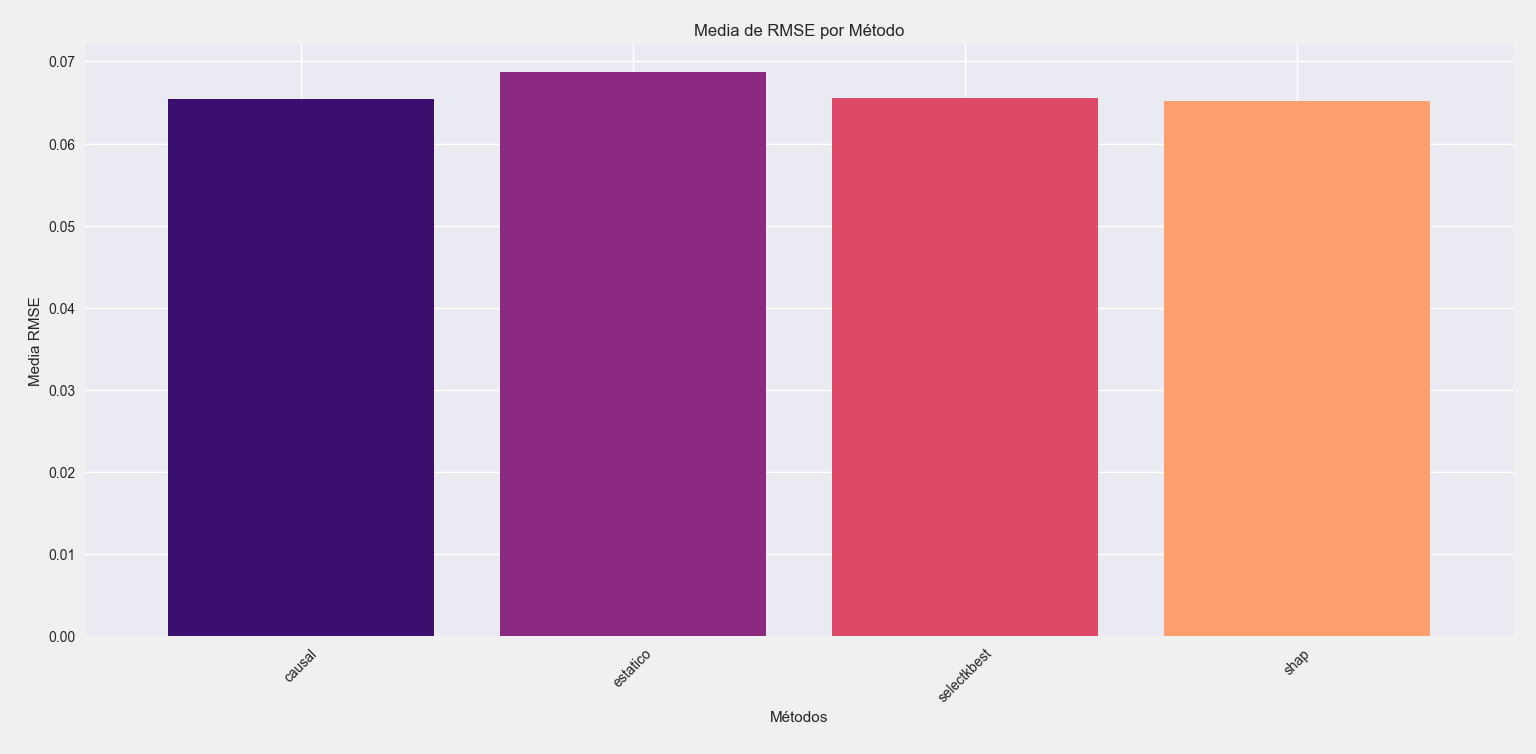 Media de RMSE por Método
Media RMSE
0.07
0.06
0.05
0.04
0.03
0.02
0.01
0.00
causal
estatico
selectkbest
shap
Métodos